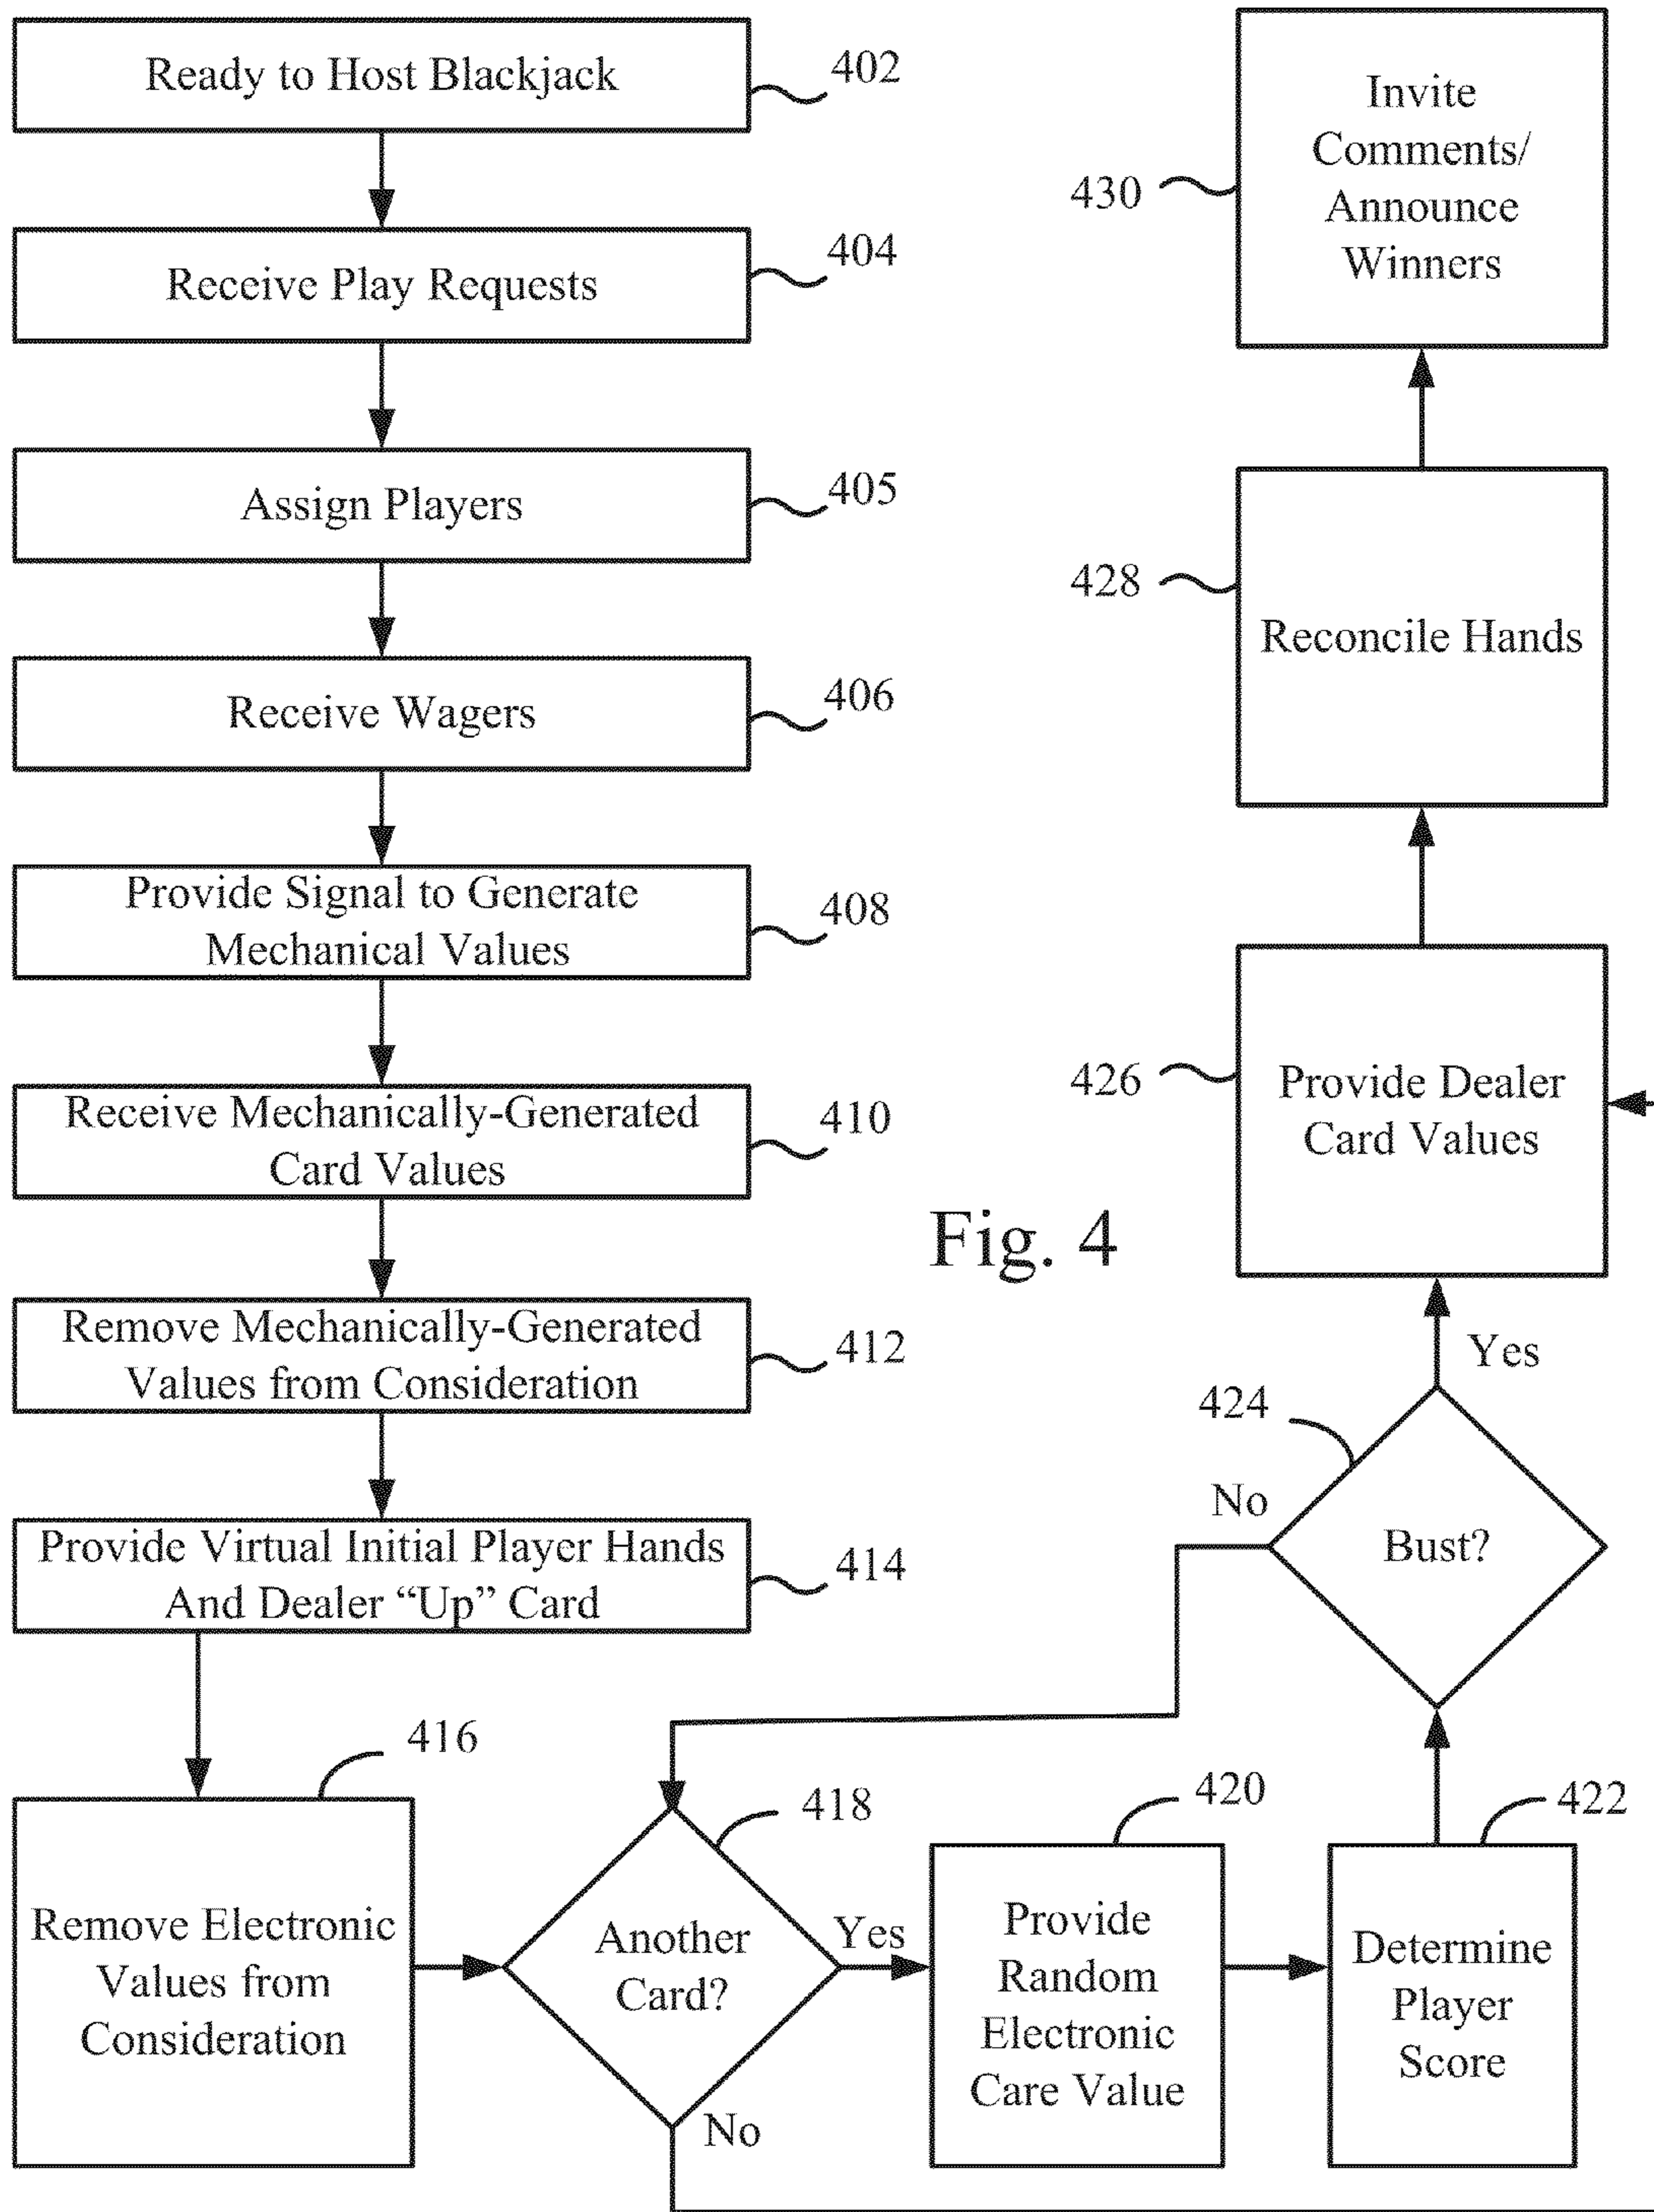 Ready to Host Blackjack
402
Receive Play Requests
404
Assign Players
405
Receive Wagers
406
Provide Signal to Generate
Mechanical Values
408
Receive Mechanically-Generated
Card Values
410
Remove Mechanically-Generated
Values from Consideration
412
Provide Virtual Initial Player Hands
And Dealer “Up” Card
414
416
Remove Electronic
Values from
Consideration
418
Another
Card?
Yes
No
420
Provide
Random
Electronic
Care Value
422
Determine
Player
Score
424
Bust?
No
Yes
426
Provide Dealer
Card Values
428
Reconcile Hands
430
Invite
Comments/
Announce
Winners
Fig. 4